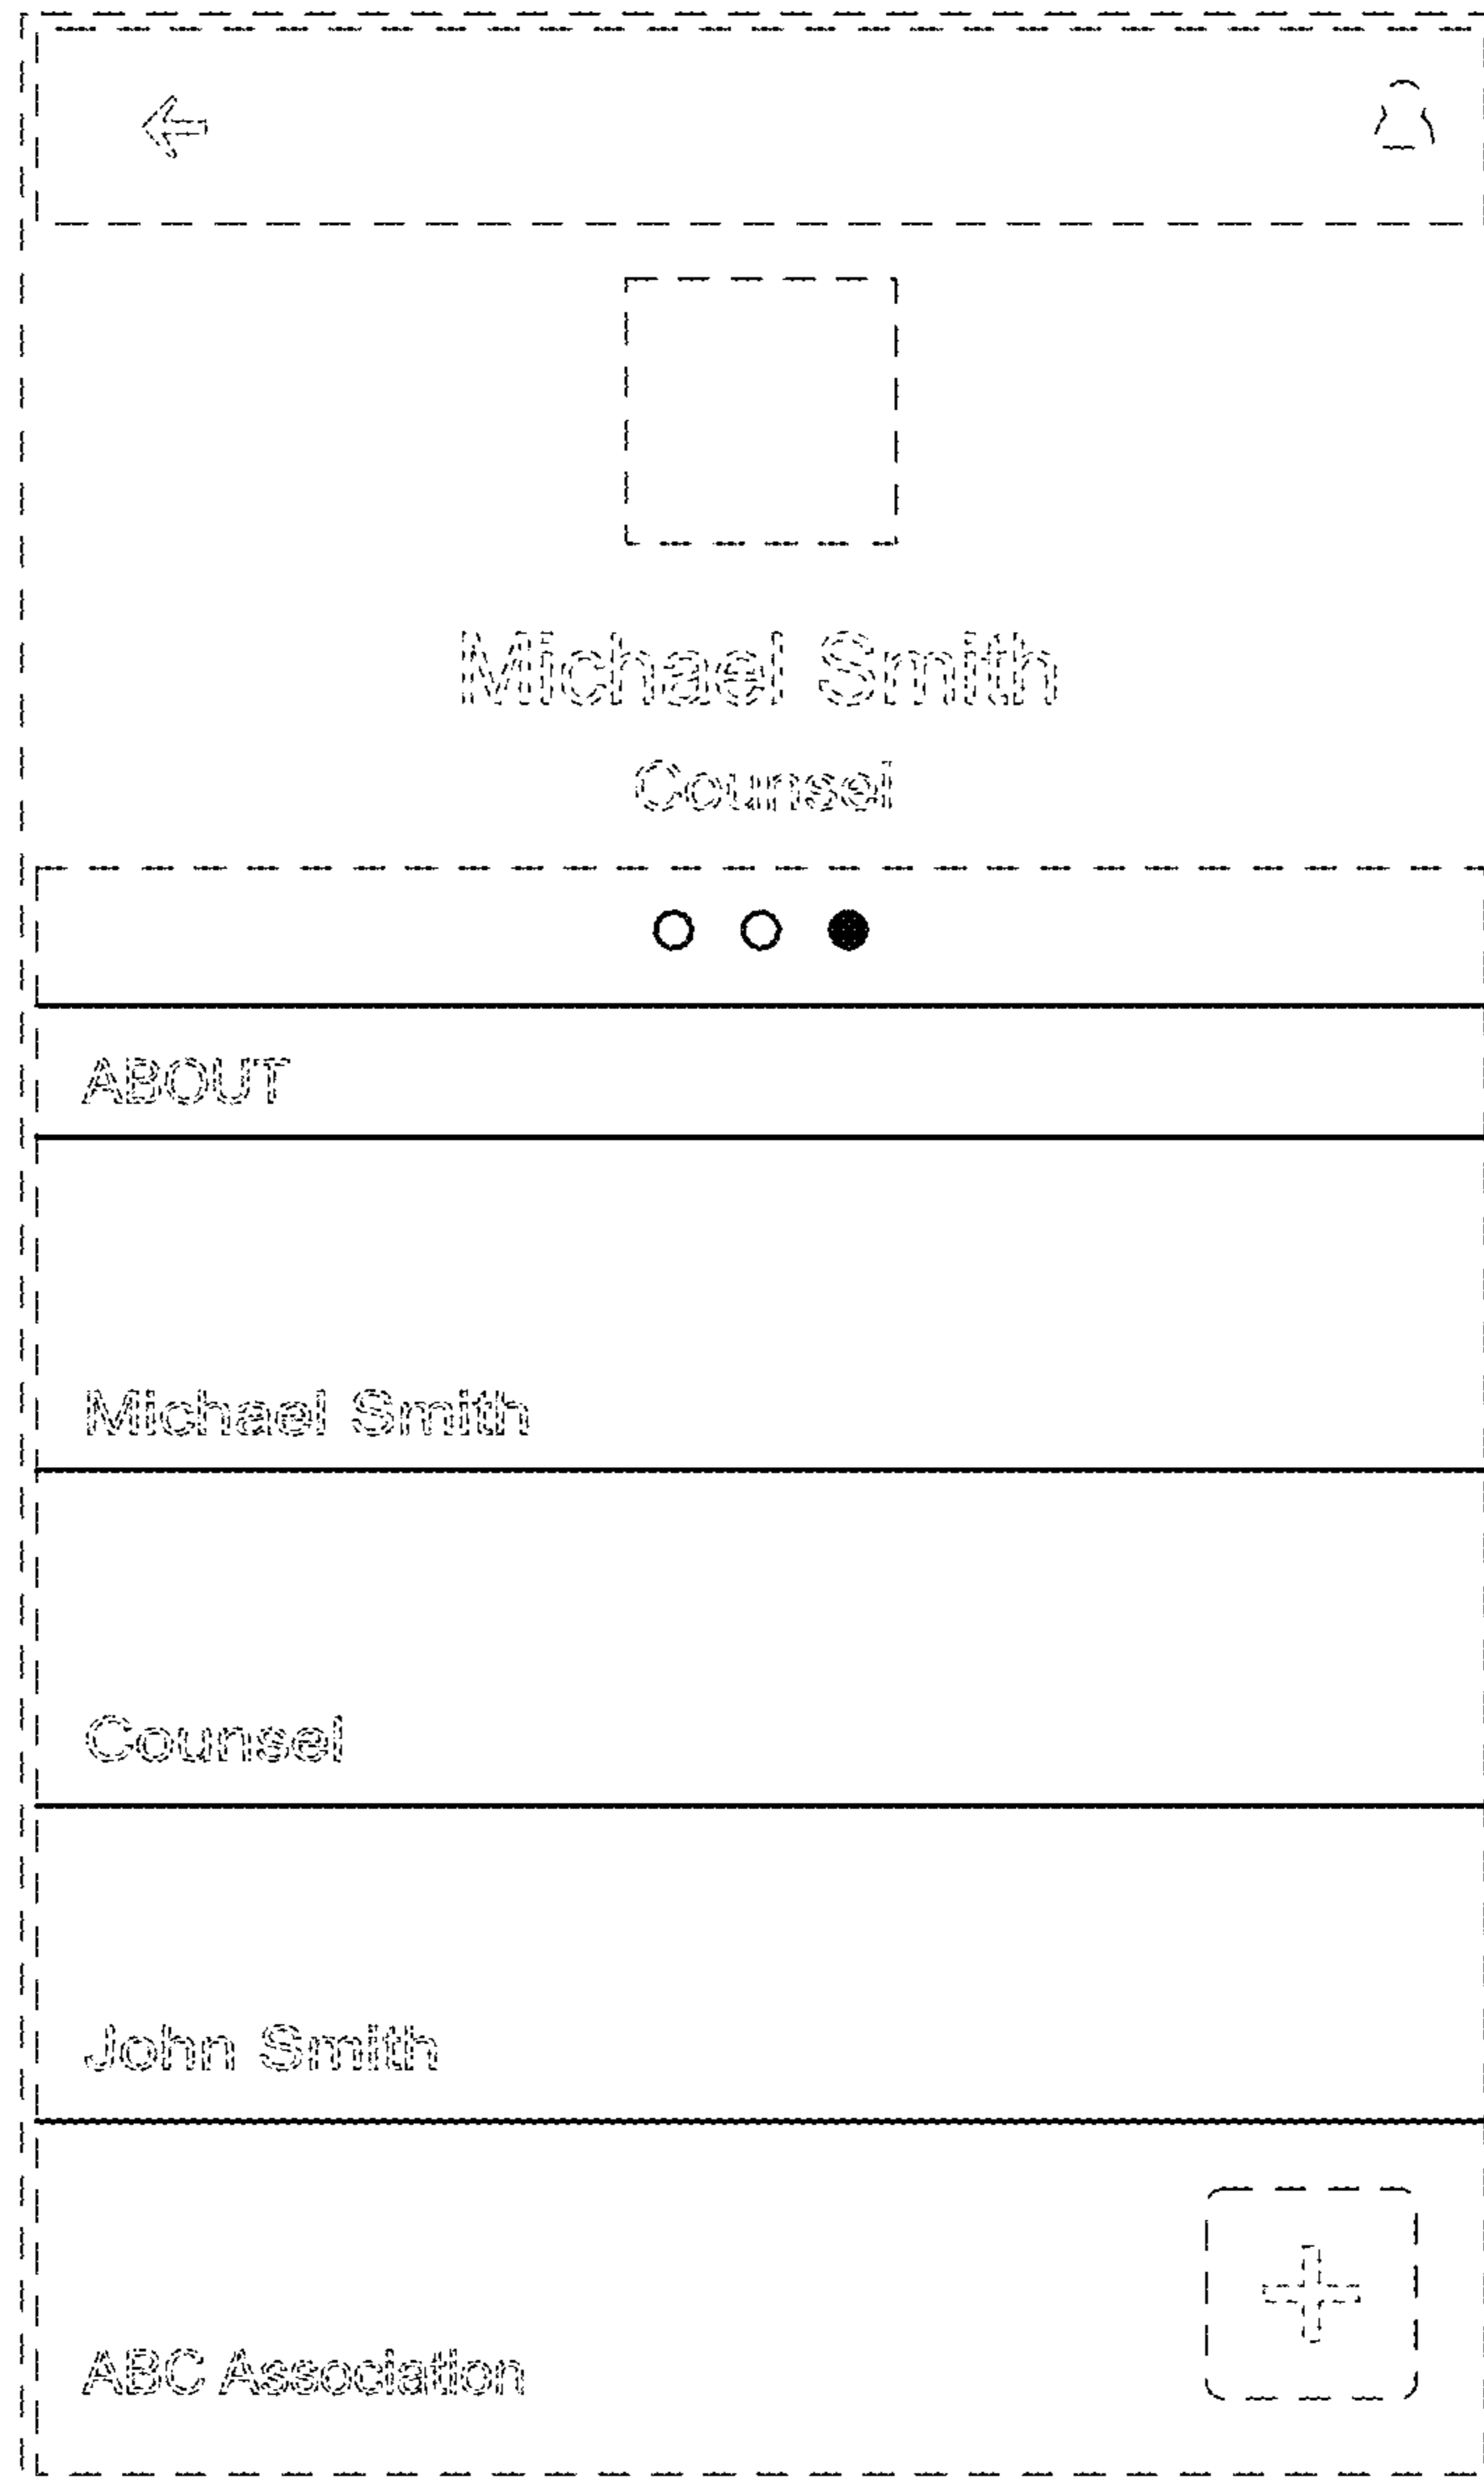 Michael Smith
Counsel
ABOUT
Michael Smith
Counsel
John Smith
ABC Association